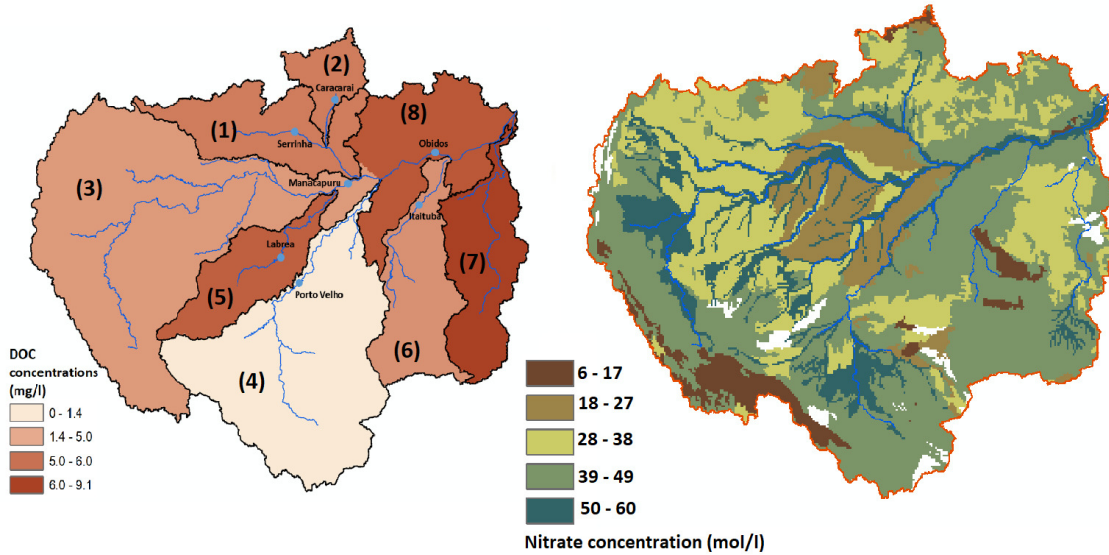 (2)
Caracarai
(8)
(1)
Serrinha
Obidos
(3)
Manacapuru
Itaituba
Labrea
(7)
(5)
Porto Velho
(6)
(4)
DOC
concentrations
(mg/l)
0 - 1.4
1.4 - 5.0
5.0 - 6.0
6.0 - 9.1
6 - 17
18 - 27
28 - 38
39 - 49
50 - 60
Nitrate concentration (mol/l)